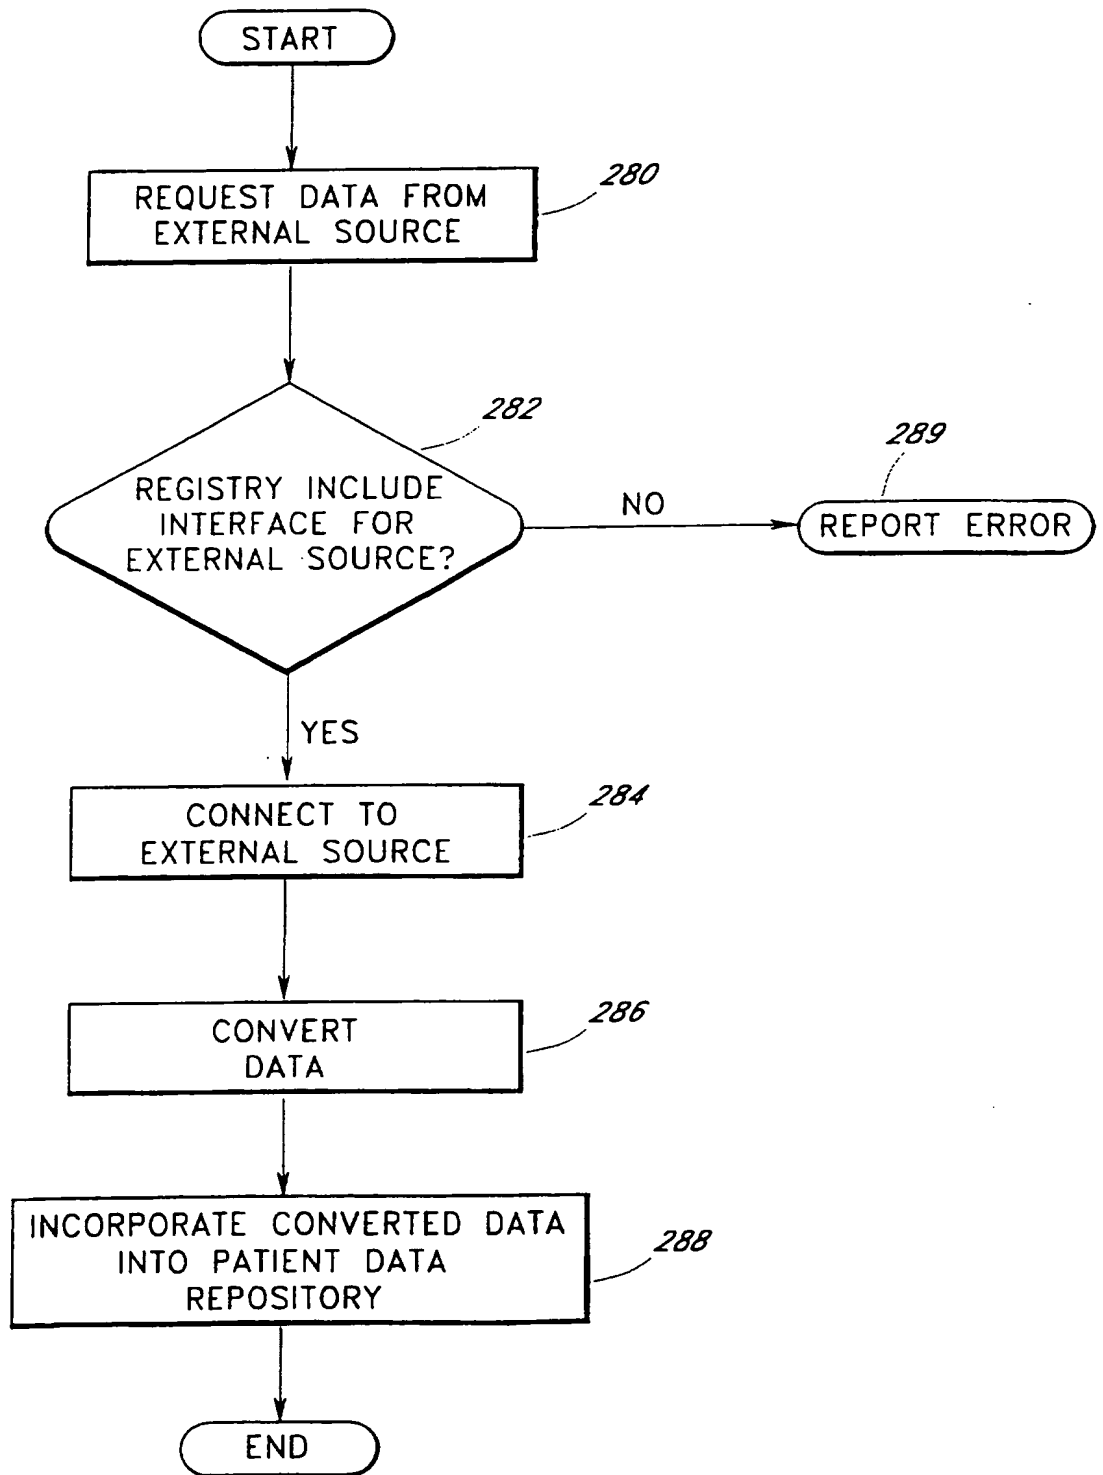 START
REQUEST DATA FROM
EXTERNAL SOURCE
280
282
REGISTRY INCLUDE
INTERFACE FOR
EXTERNAL SOURCE?
NO
289
REPORT ERROR
YES
CONNECT TO
EXTERNAL SOURCE
284
CONVERT
DATA
286
INCORPORATE CONVERTED DATA
INTO PATIENT DATA
REPOSITORY
288
END